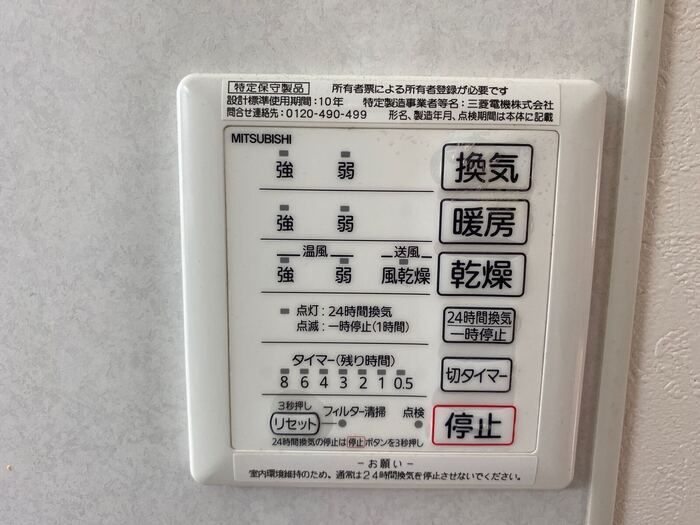 特定保守製品 所有者票による所有者登録が必要です
設計標準使用期間:10年 特定製造事業者等名:三菱電機株式会社
問合せ連絡先:0120-490-499 形名、製造年月、点検期間は本体に記載
MITSUBISHI
強 弱 換気
強 弱 暖房
温風 送風
強 弱 風乾燥 乾燥
点灯:24時間換気
点滅:一時停止(1時間)
24時間換気
一時停止
タイマー(残り時間)
8 6 4 3 2 1 0.5
切タイマー
3秒押し
リセット フィルター清掃 点検
停止
24時間換気の停止は停止ボタンを3秒押し
-お願い-
室内環境維持のため、通常は24時間換気を停止させないでください。